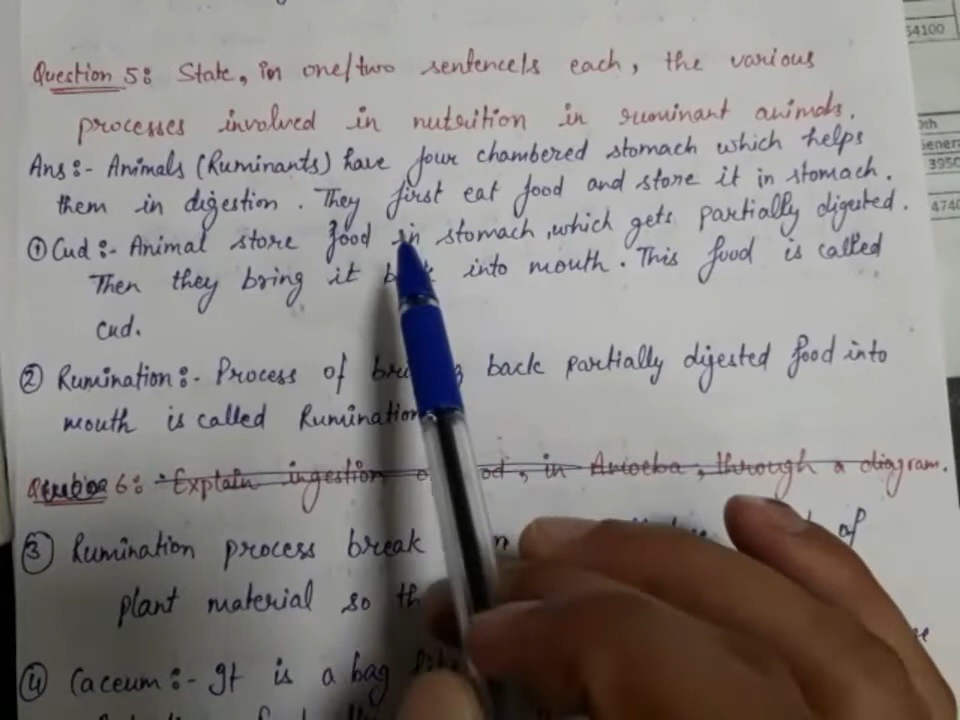 Question 5: State, in one/two sentence/s each, the various
processes involved in nutrition in ruminant animals.
Ans:- Animals (Ruminants) have four chambered stomach which helps
them in digestion. They first eat food and store it in stomach.
① Cud:- Animal store food in stomach, which gets partially digested.
Then they bring it into mouth. This food is called
cud.
② Rumination:- Process of back partially digested food into
mouth is called Rumination
6: Explain ingestion in Amoeba, through a diagram.
③ Rumination process break of
plant material so
④ Caceum:- It is a bag
54100
3950
4740